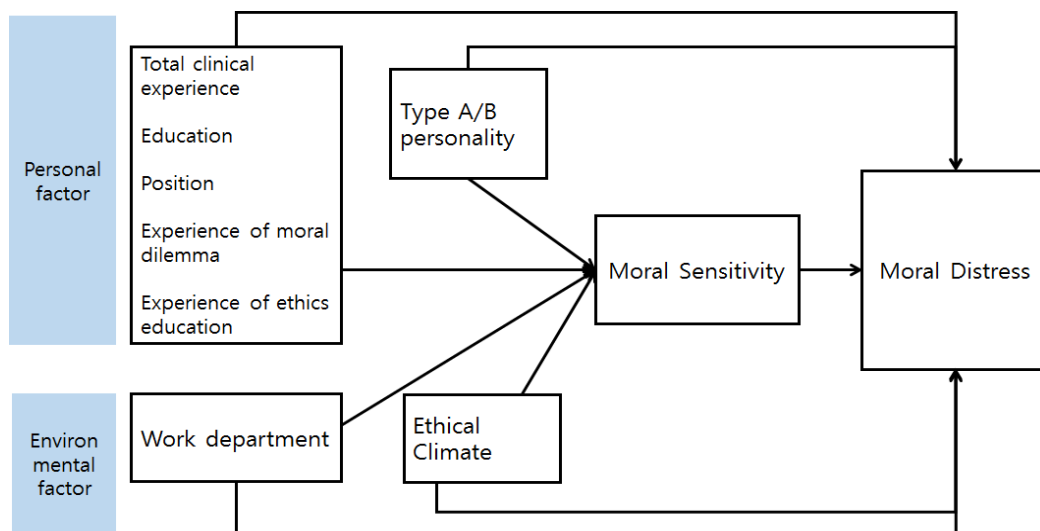 Personal
factor
Total clinical
experience
Education
Position
Experience of moral
dilemma
Experience of ethics
education
Type A/B
personality
Moral Sensitivity
Moral Distress
Environ
mental
factor
Work department
Ethical
Climate